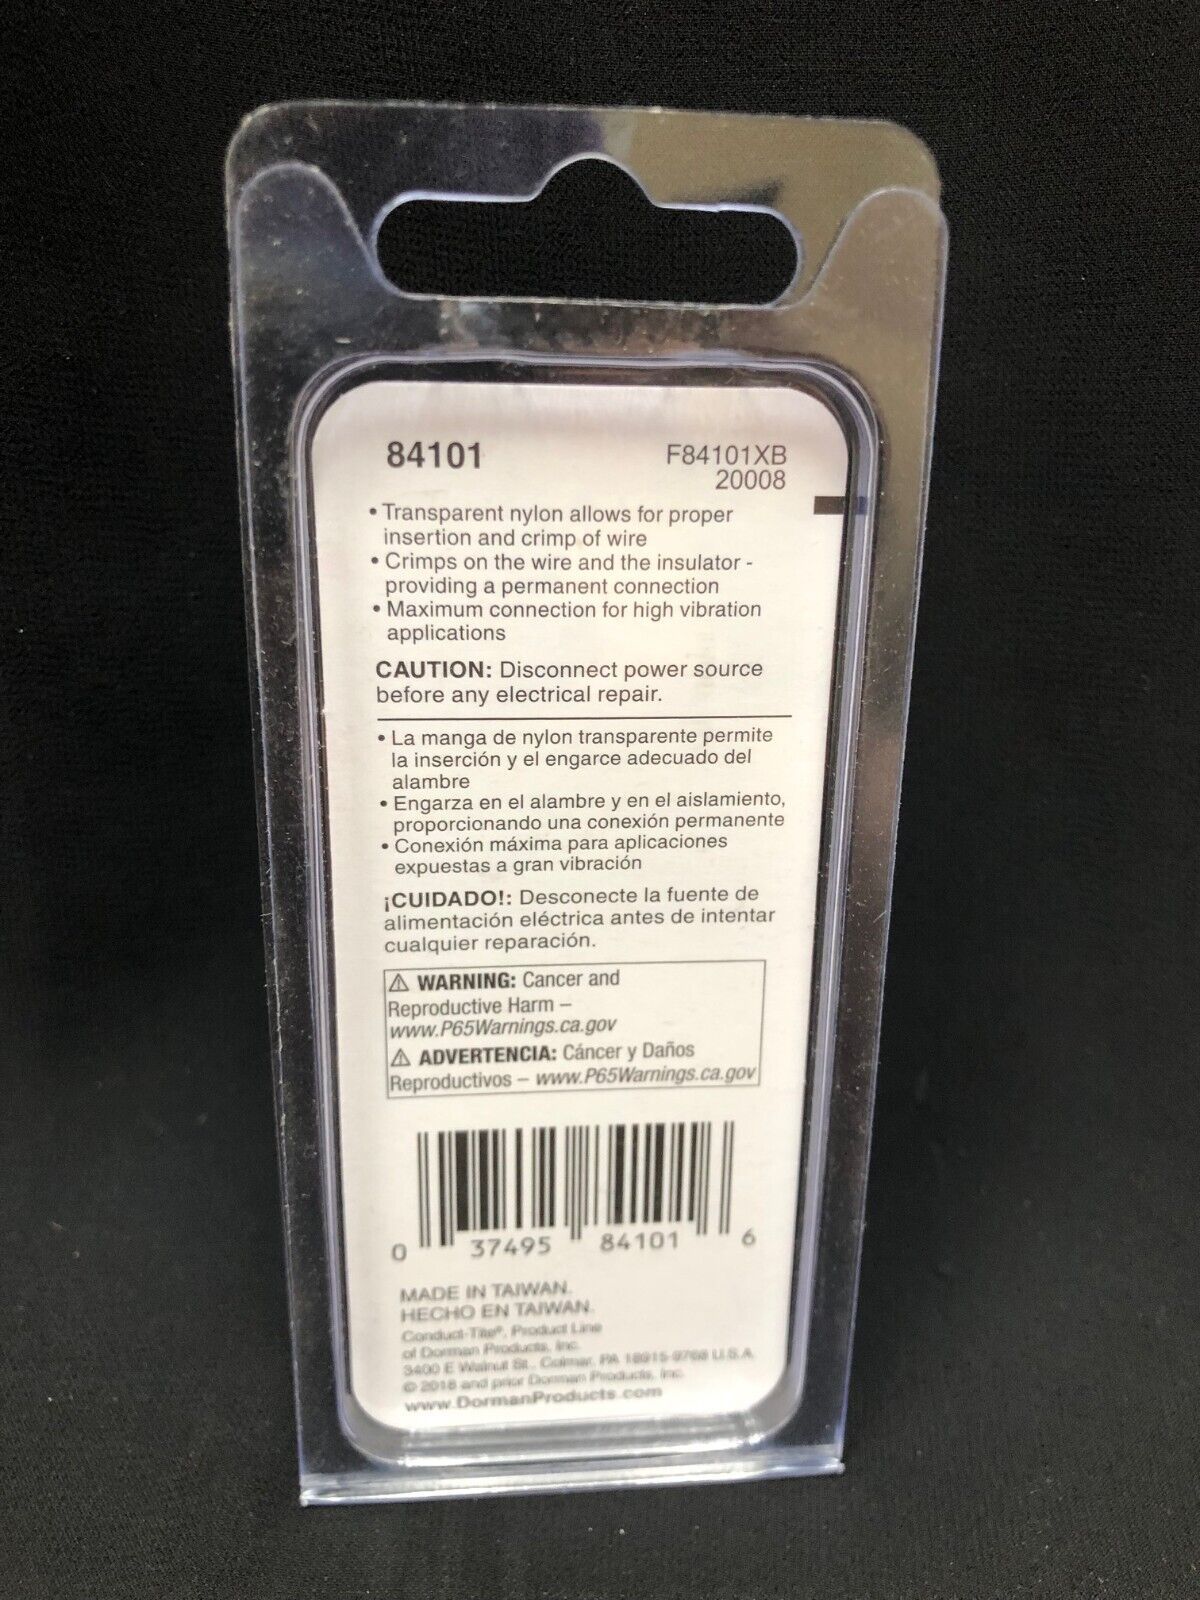 84101
F84101XB
20008
• Transparent nylon allows for proper
insertion and crimp of wire
• Crimps on the wire and the insulator -
providing a permanent connection
• Maximum connection for high vibration
applications
CAUTION: Disconnect power source
before any electrical repair.
• La manga de nylon transparente permite
la inserción y el engarce adecuado del
alambre
• Engarza en el alambre y en el aislamiento,
proporcionando una conexión permanente
• Conexión máxima para aplicaciones
expuestas a gran vibración
¡CUIDADO!: Desconecte la fuente de
alimentación eléctrica antes de intentar
cualquier reparación.
⚠ WARNING: Cancer and
Reproductive Harm –
www.P65Warnings.ca.gov
⚠ ADVERTENCIA: Cáncer y Daños
Reproductivos – www.P65Warnings.ca.gov
0 37495 84101 6
MADE IN TAIWAN.
HECHO EN TAIWAN.
Conduct-Tite®, Product Line
of Dorman Products, Inc.
3400 E Walnut St., Colmar, PA 18915-9768 U.S.A.
© 2018 and prior Dorman Products, Inc.
www.DormanProducts.com